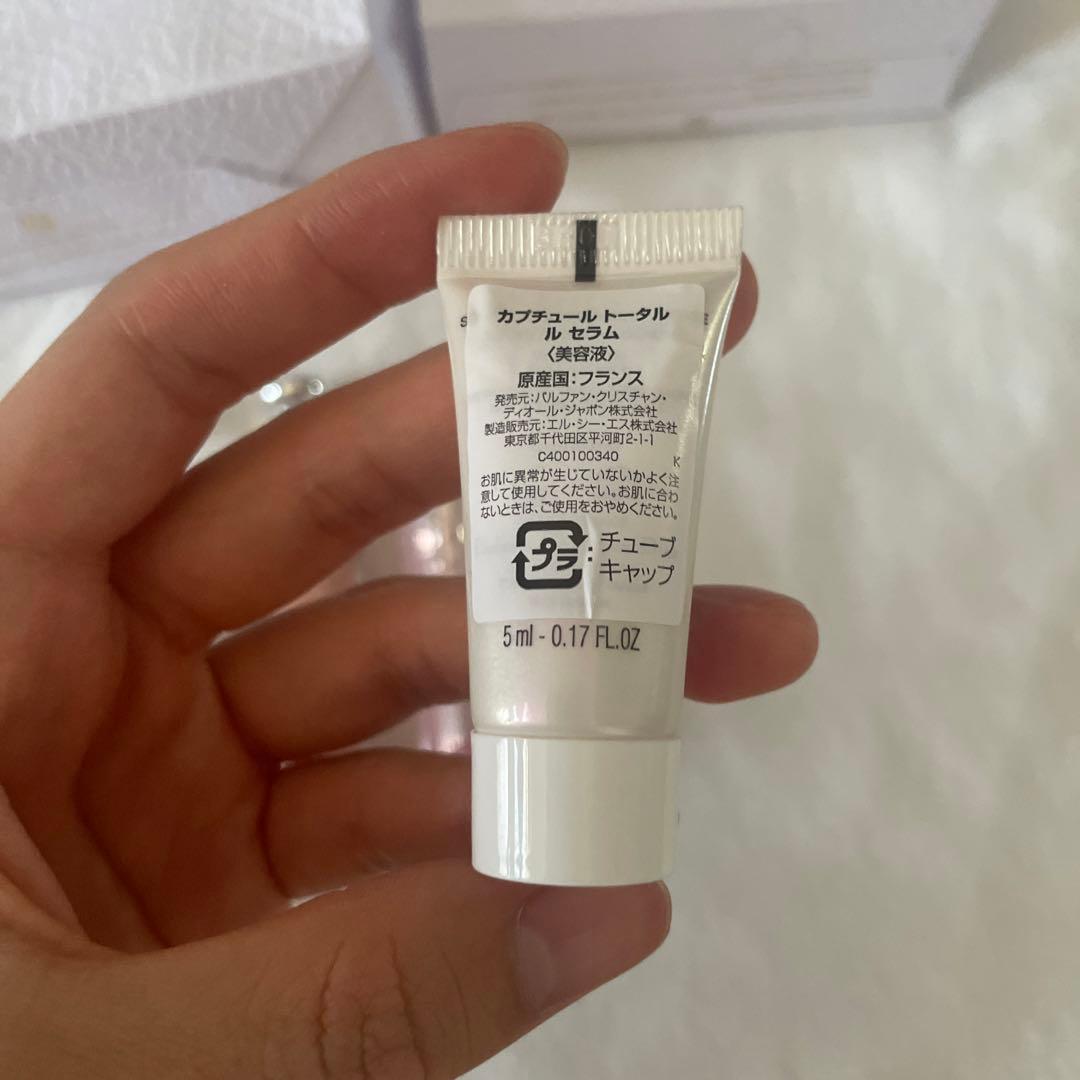 カプチュール トータル
ル セラム
〈美容液〉
原産国：フランス
発売元：パルファン・クリスチャン・
ディオール・ジャポン株式会社
製造販売元：エル・シー・エス株式会社
東京都千代田区平河町2-1-1
C400100340
K
お肌に異常が生じていないかよく注
意して使用してください。お肌に合わ
ないときは、ご使用をおやめください。
プラ：チューブ
キャップ
5 ml - 0.17 FL.OZ